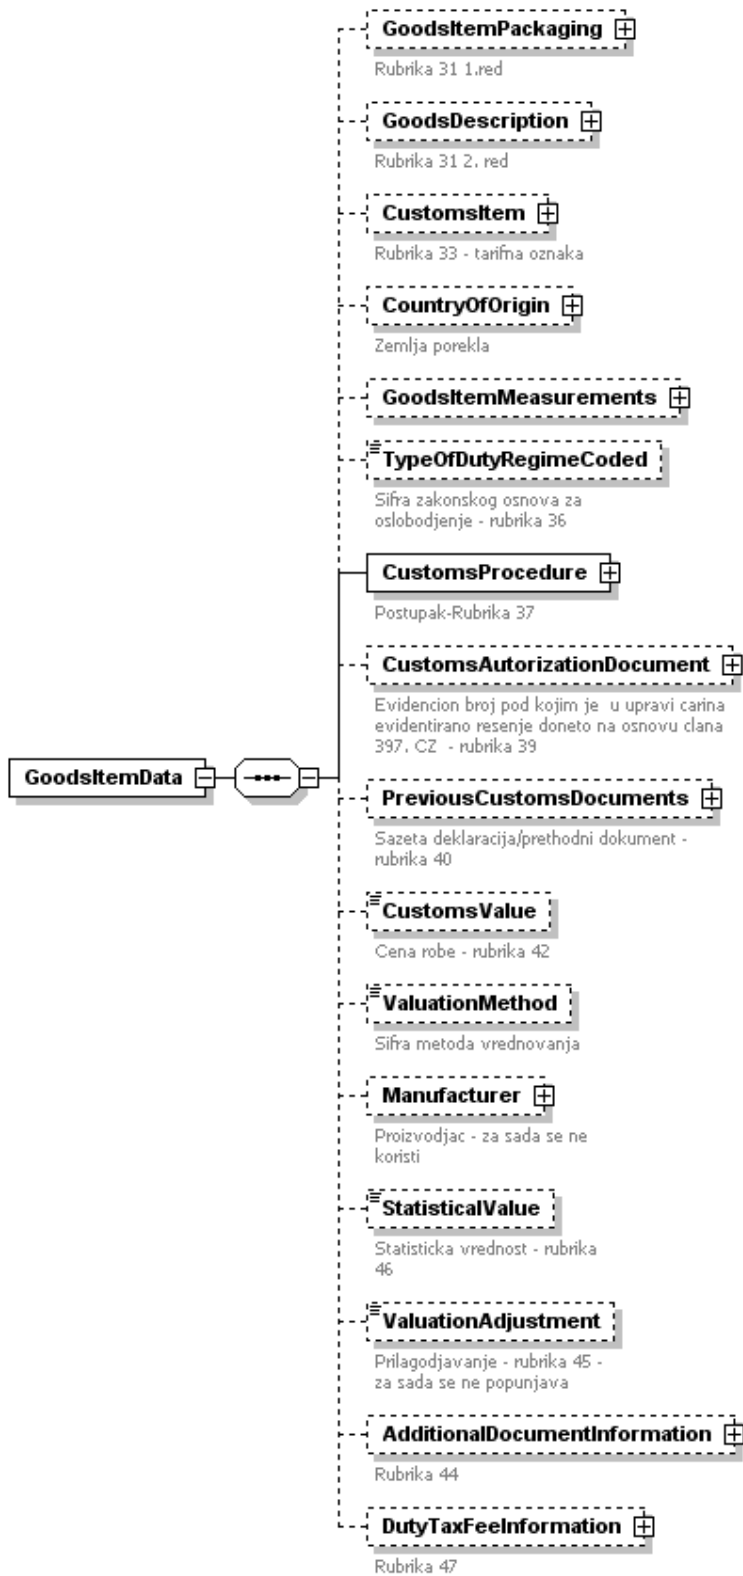 GoodsItemPackaging
Rubrika 31 1.red
GoodsDescription
Rubrika 31 2. red
CustomsItem
Rubrika 33 - tarifna oznaka
CountryOfOrigin
Zemlja porekla
GoodsItemMeasurements
TypeOfDutyRegimeCoded
Sifra zakonskog osnova za
oslobodjenje - rubrika 36
CustomsProcedure
Postupak-Rubrika 37
CustomsAutorizationDocument
Evidencion broj pod kojim je  u upravi carina
evidentirano resenje doneto na osnovu clana
397. CZ  - rubrika 39
GoodsItemData
PreviousCustomsDocuments
Sazeta deklaracija/prethodni dokument -
rubrika 40
CustomsValue
Cena robe - rubrika 42
ValuationMethod
Sifra metoda vrednovanja
Manufacturer
Proizvodjac - za sada se ne
koristi
StatisticalValue
Statisticka vrednost - rubrika
46
ValuationAdjustment
Prilagodjavanje - rubrika 45 -
za sada se ne popunjava
AdditionalDocumentInformation
Rubrika 44
DutyTaxFeeInformation
Rubrika 47